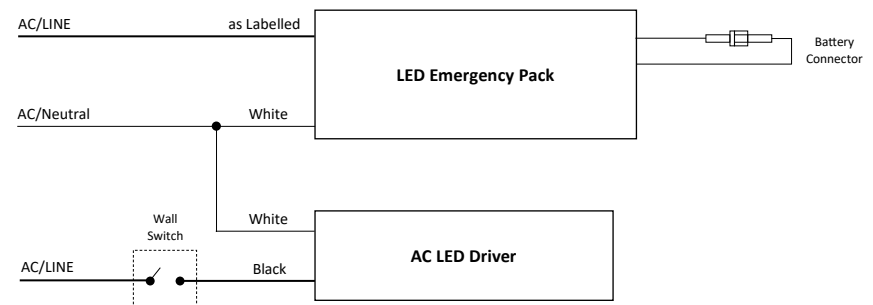 AC/LINE as Labelled
LED Emergency Pack
Battery
Connector
AC/Neutral White
Wall
Switch
White
AC LED Driver
AC/LINE Black